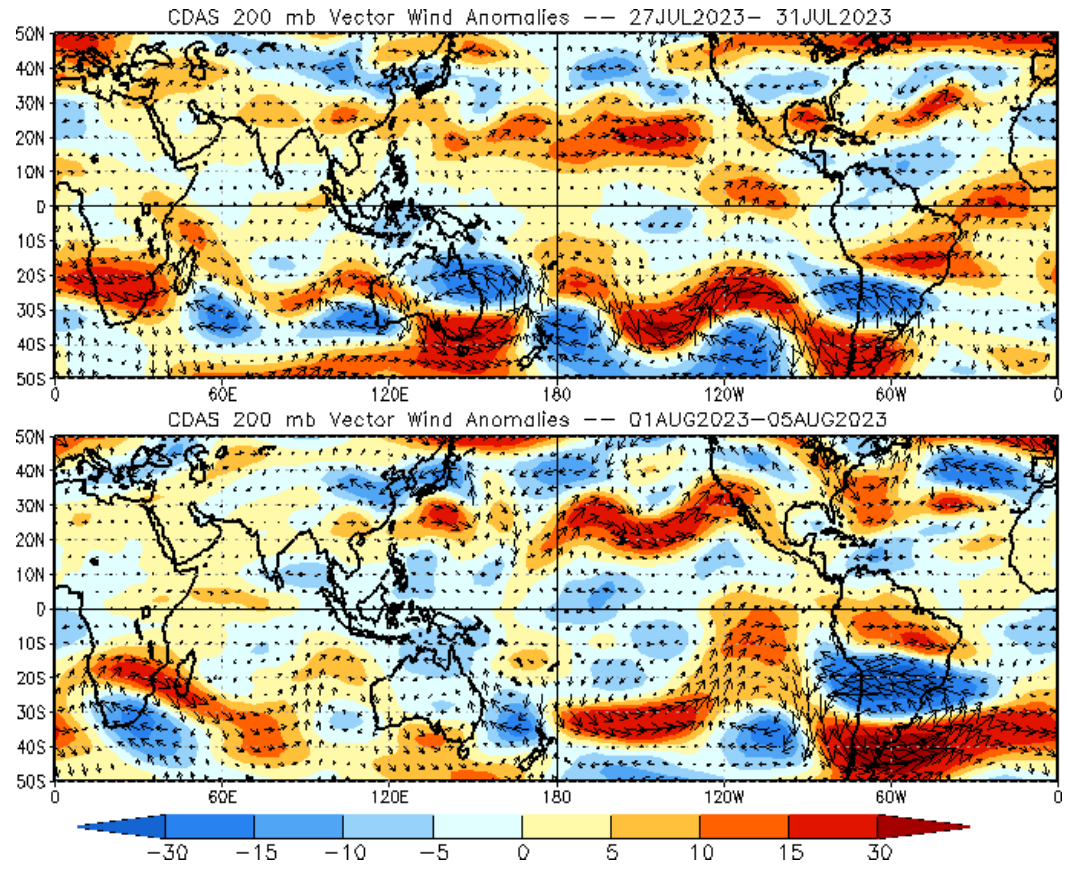 CDAS 200 mb Vector Wind Anomalies -- 27JUL2023- 31JUL2023
50N
40N
30N
20N
10N
0
10S
20S
30S
40S
50S
0 60E 120E 180 120W 60W 0
CDAS 200 mb Vector Wind Anomalies -- 01AUG2023-05AUG2023
50N
40N
30N
20N
10N
0
10S
20S
30S
40S
50S
0 60E 120E 180 120W 60W 0
-30 -15 -10 -5 0 5 10 15 30